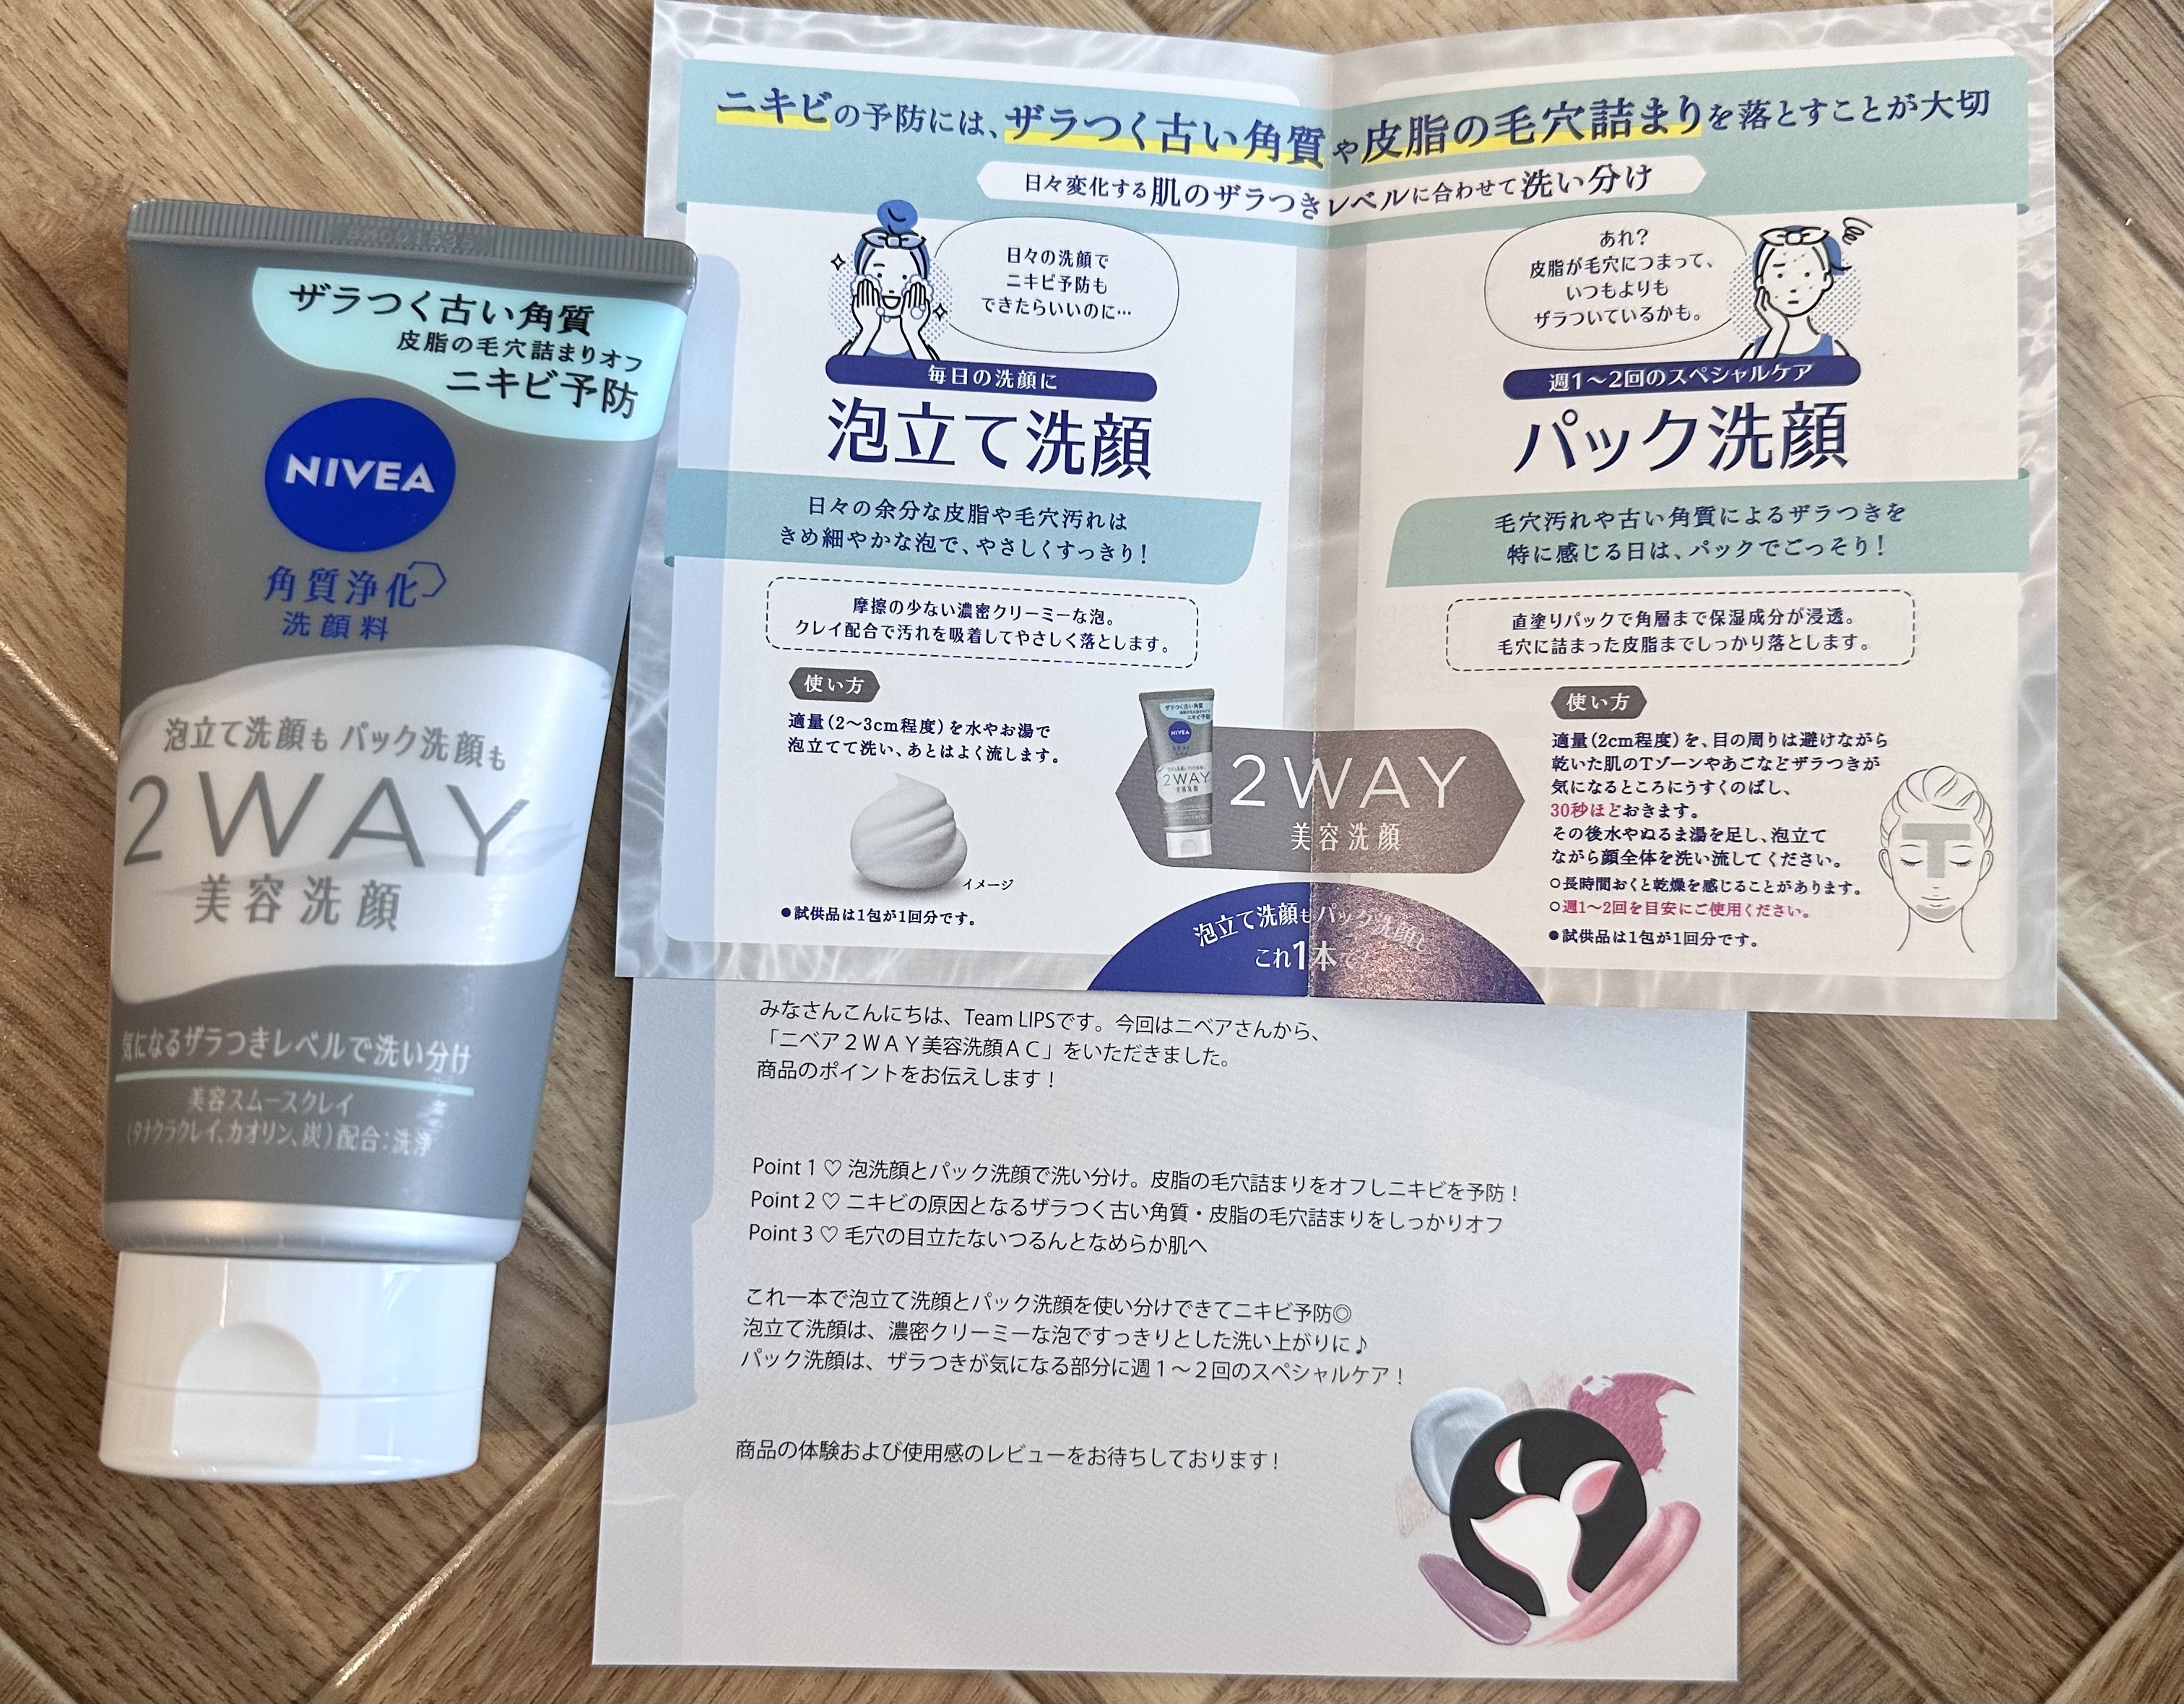 ザラつく古い角質
皮脂の毛穴詰まりオフ
ニキビ予防
NIVEA
角質浄化
洗顔料
泡立て洗顔も パック洗顔も
2WAY
美容洗顔
気になるザラつきレベルで洗い分け
美容スムースクレイ
(タナクラクレイ、カオリン、炭)配合:洗浄
ニキビの予防には、ザラつく古い角質や皮脂の毛穴詰まりを落とすことが大切
日々変化する肌のザラつきレベルに合わせて洗い分け
日々の洗顔で
ニキビ予防も
できたらいいのに…
毎日の洗顔に
泡立て洗顔
日々の余分な皮脂や毛穴汚れは
きめ細やかな泡で、やさしくすっきり!
摩擦の少ない濃密クリーミーな泡。
クレイ配合で汚れを吸着してやさしく落とします。
使い方
適量(2〜3cm程度)を水やお湯で
泡立てて洗い、あとはよく流します。
イメージ
●試供品は1包が1回分です。
あれ?
皮脂が毛穴につまって、
いつもよりも
ザラついているかも。
週1〜2回のスペシャルケア
パック洗顔
毛穴汚れや古い角質によるザラつきを
特に感じる日は、パックでごっそり!
直塗りパックで角層まで保湿成分が浸透。
毛穴に詰まった皮脂までしっかり落とします。
使い方
適量(2cm程度)を、目の周りは避けながら
乾いた肌のTゾーンやあごなどザラつきが
気になるところにうすくのばし、
30秒ほどおきます。
その後水やぬるま湯を足し、泡立て
ながら顔全体を洗い流してください。
○長時間おくと乾燥を感じることがあります。
○週1〜2回を目安にご使用ください。
●試供品は1包が1回分です。
ザラつく古い角質
ニキビ予防
NIVEA
2WAY
美容洗顔
2WAY
美容洗顔
泡立て洗顔もパック洗顔も
これ1本で
みなさんこんにちは、Team LIPSです。今回はニベアさんから、
「ニベア2WAY美容洗顔AC」をいただきました。
商品のポイントをお伝えします!
Point 1 ♡ 泡洗顔とパック洗顔で洗い分け。皮脂の毛穴詰まりをオフしニキビを予防!
Point 2 ♡ ニキビの原因となるザラつく古い角質・皮脂の毛穴詰まりをしっかりオフ
Point 3 ♡ 毛穴の目立たないつるんとなめらか肌へ
これ一本で泡立て洗顔とパック洗顔を使い分けできてニキビ予防◎
泡立て洗顔は、濃密クリーミーな泡ですっきりとした洗い上がりに♪
パック洗顔は、ザラつきが気になる部分に週1〜2回のスペシャルケア!
商品の体験および使用感のレビューをお待ちしております!